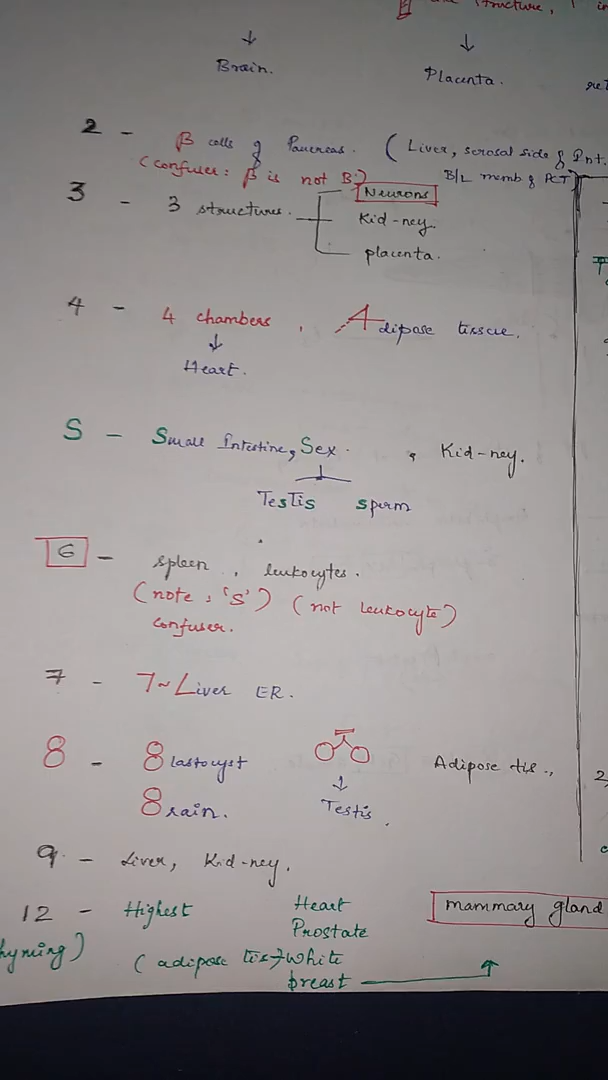 structure,
↓ ↓
Brain. Placenta.
2 - β cells of Pancreas. (Liver, serosal side of Int.
(confuser: β is not B.) B/L memb of PCT)
3 - 3 structures. Neurons
Kid-ney.
placenta.
4 - 4 chambers, Adipose tissue.
↓
Heart.
5 - Small Intestine, Sex. , Kid-ney.
Testis sperm
6 - spleen, leukocytes.
(note, 'S') (not leukocyte)
confuser.
7 - 7~Liver ER.
8 - 8lastocyst Adipose tis.,
↓
8rain. Testis.
9 - Liver, Kid-ney.
12 - Highest Heart mammary gland
hyming) Prostate
(adipose tis → white
breast